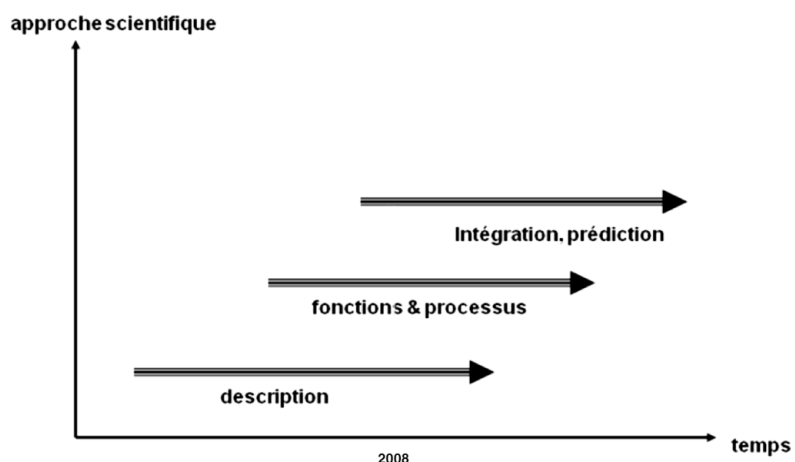 approche scientifique
Intégration, prédiction
fonctions & processus
description
temps
2008